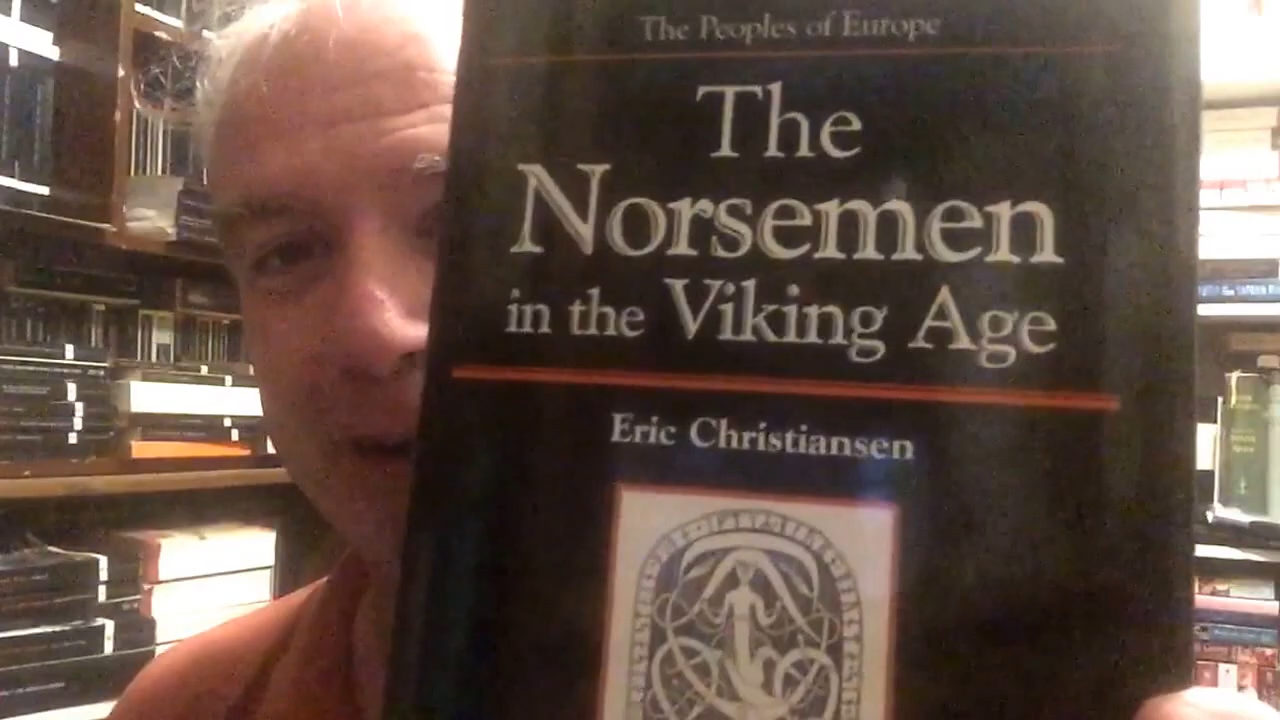 The Peoples of Europe
The
Norsemen
in the Viking Age
Eric Christiansen